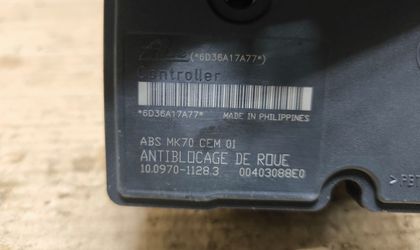 (*6D36A17A77*)
Controller
*6D36A17A77* MADE IN PHILIPPINES
ABS MK70 CEM 01
ANTIBLOCAGE DE ROUE
10.0970-1128.3 00403088E0